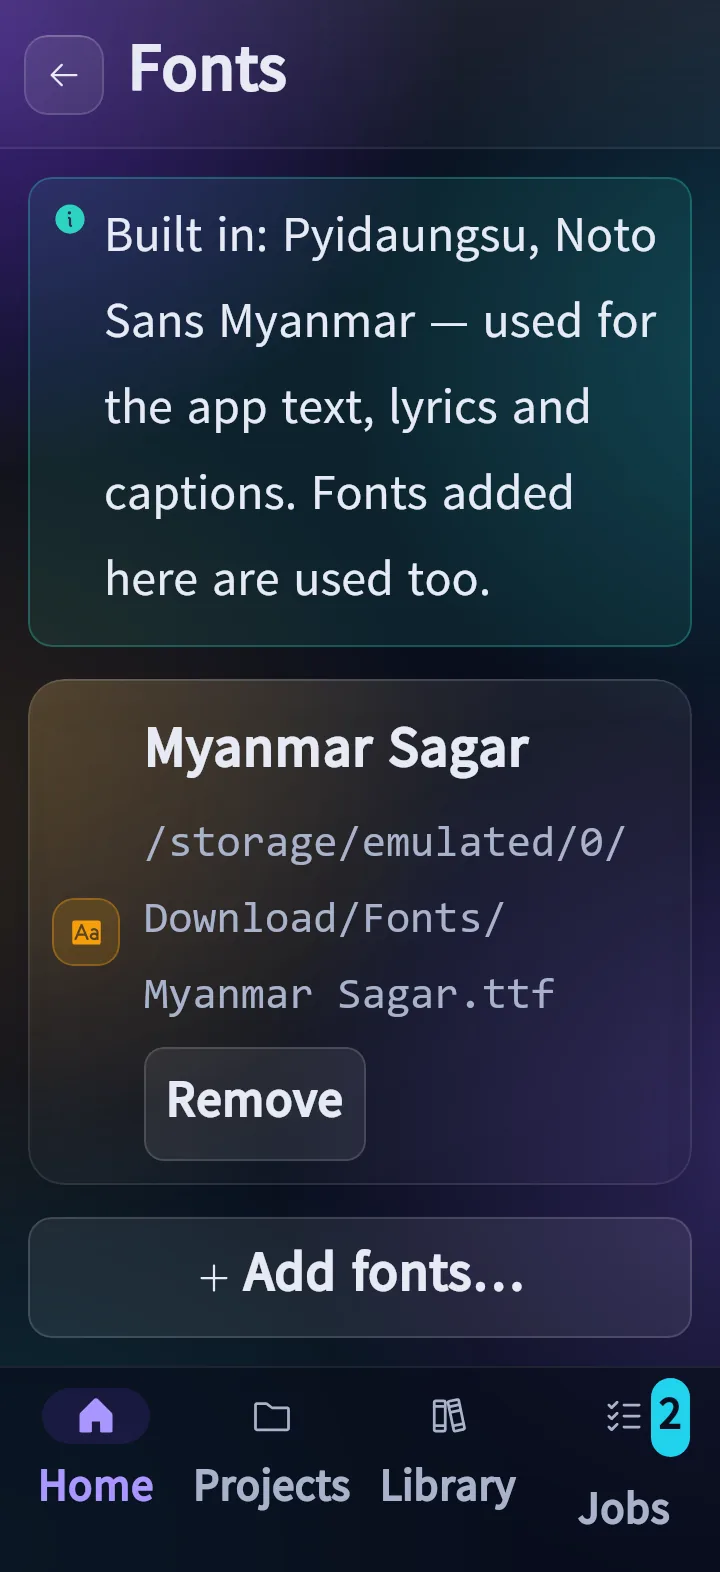 Fonts
Built in: Pyidaungsu, Noto
Sans Myanmar — used for
the app text, lyrics and
captions. Fonts added
here are used too.
Myanmar Sagar
/storage/emulated/0/
Download/Fonts/
Myanmar Sagar.ttf
Aa
Remove
+ Add fonts...
2
Home Projects Library Jobs